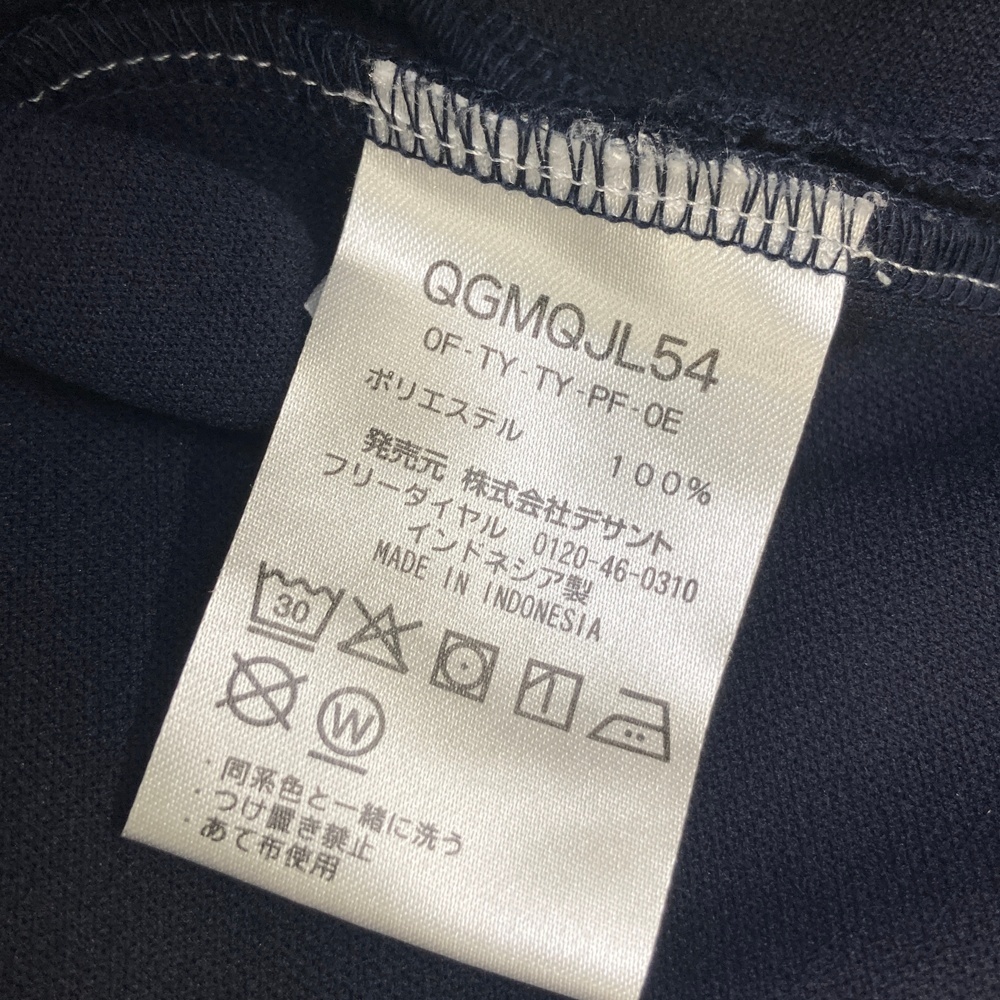 QGMQJL54
0F-TY-TY-PF-0E
ポリエステル 100%
発売元 株式会社デサント
フリーダイヤル 0120-46-0310
インドネシア製
MADE IN INDONESIA
30
W
・同系色と一緒に洗う
・つけ置き禁止
・あて布使用